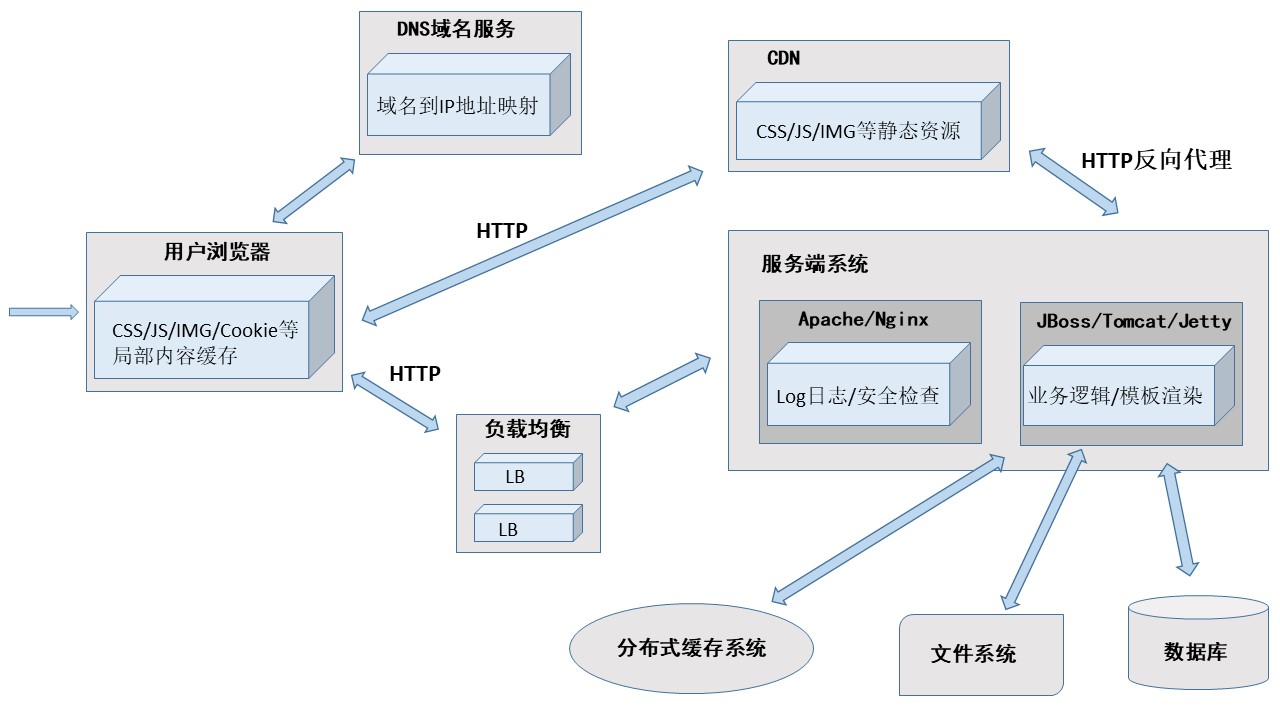 DNS域名服务
域名到IP地址映射
CDN
CSS/JS/IMG等静态资源
HTTP反向代理
HTTP
用户浏览器
CSS/JS/IMG/Cookie等
局部内容缓存
HTTP
负载均衡
LB
LB
服务端系统
Apache/Nginx
Log日志/安全检查
JBoss/Tomcat/Jetty
业务逻辑/模板渲染
分布式缓存系统
文件系统
数据库